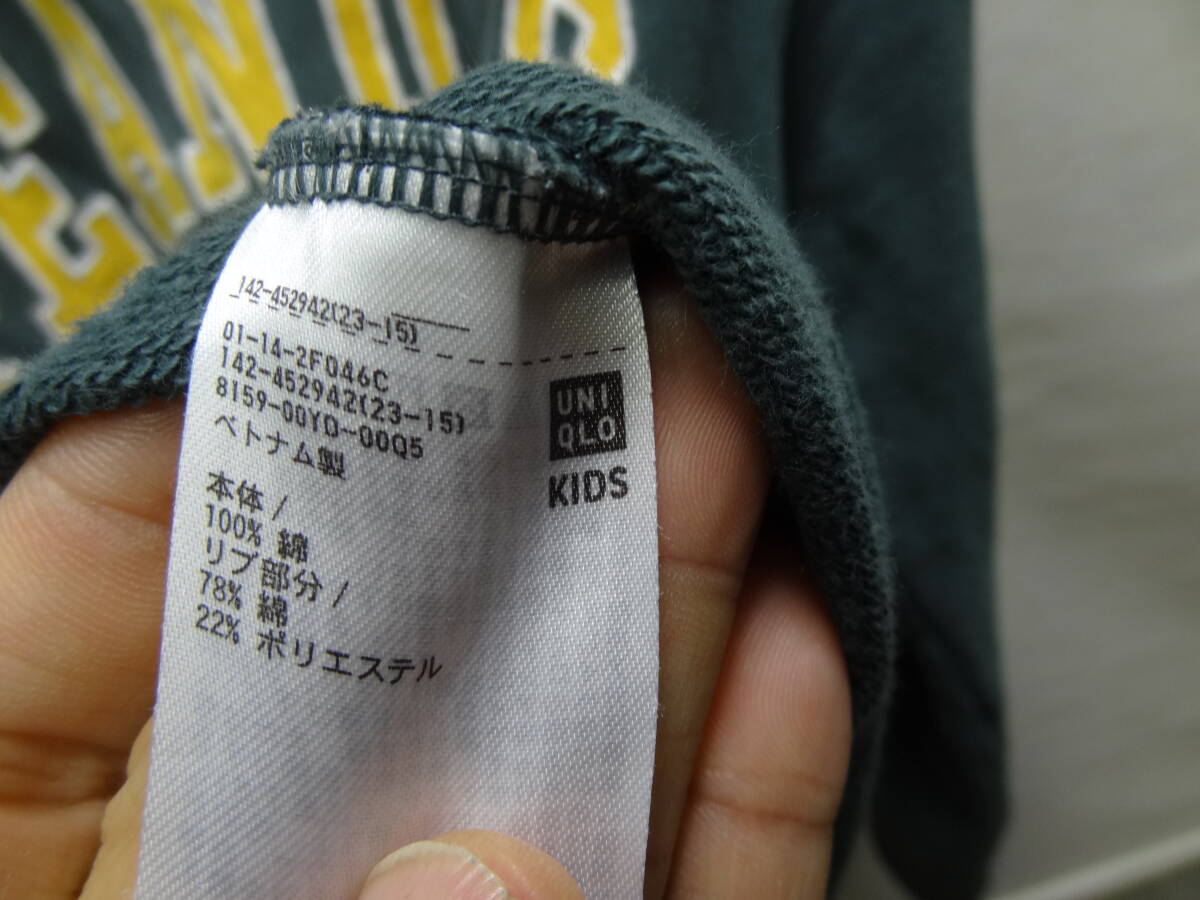 142-452942(23-15)
01-14-2F046C
142-452942(23-15)
8159-00Y0-00Q5
ベトナム製
本体 /
100% 綿
リブ部分 /
78% 綿
22% ポリエステル
UNI
QLO
KIDS